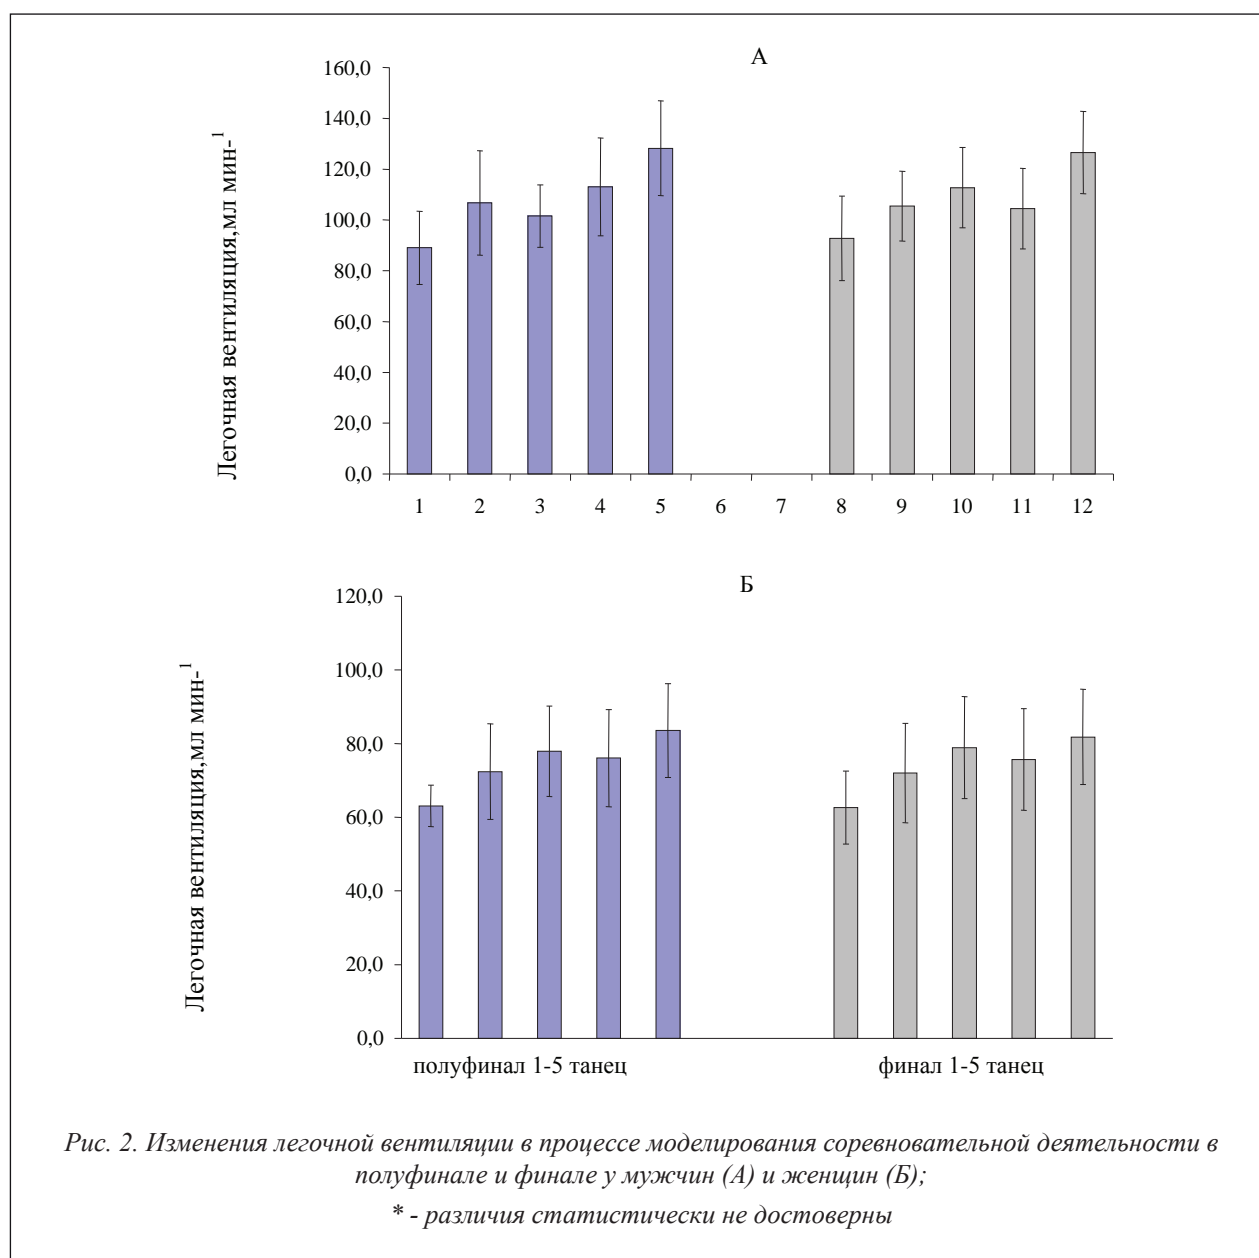 А
Легочная вентиляция,мл мин-1
160,0
140,0
120,0
100,0
80,0
60,0
40,0
20,0
0,0
1 2 3 4 5 6 7 8 9 10 11 12
Б
Легочная вентиляция,мл мин-1
120,0
100,0
80,0
60,0
40,0
20,0
0,0
полуфинал 1-5 танец финал 1-5 танец
Рис. 2. Изменения легочной вентиляции в процессе моделирования соревновательной деятельности в
полуфинале и финале у мужчин (А) и женщин (Б);
* - различия статистически не достоверны